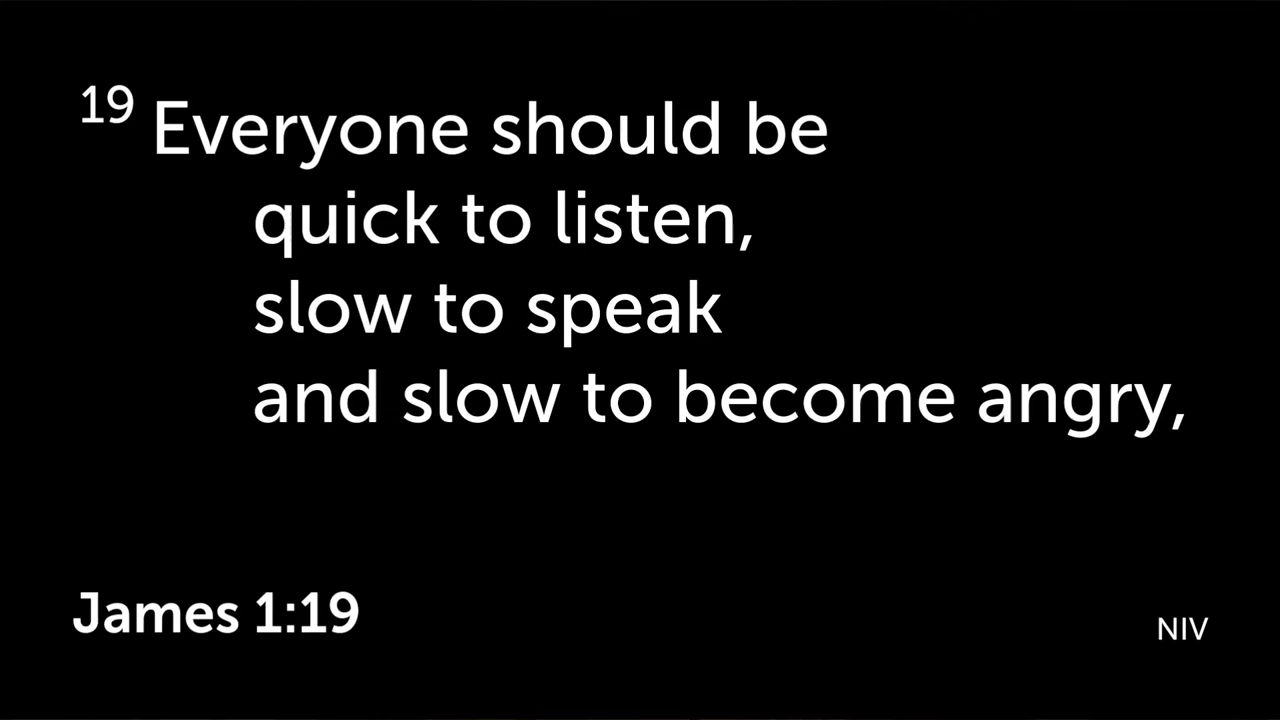 19 Everyone should be
quick to listen,
slow to speak
and slow to become angry,
James 1:19
NIV